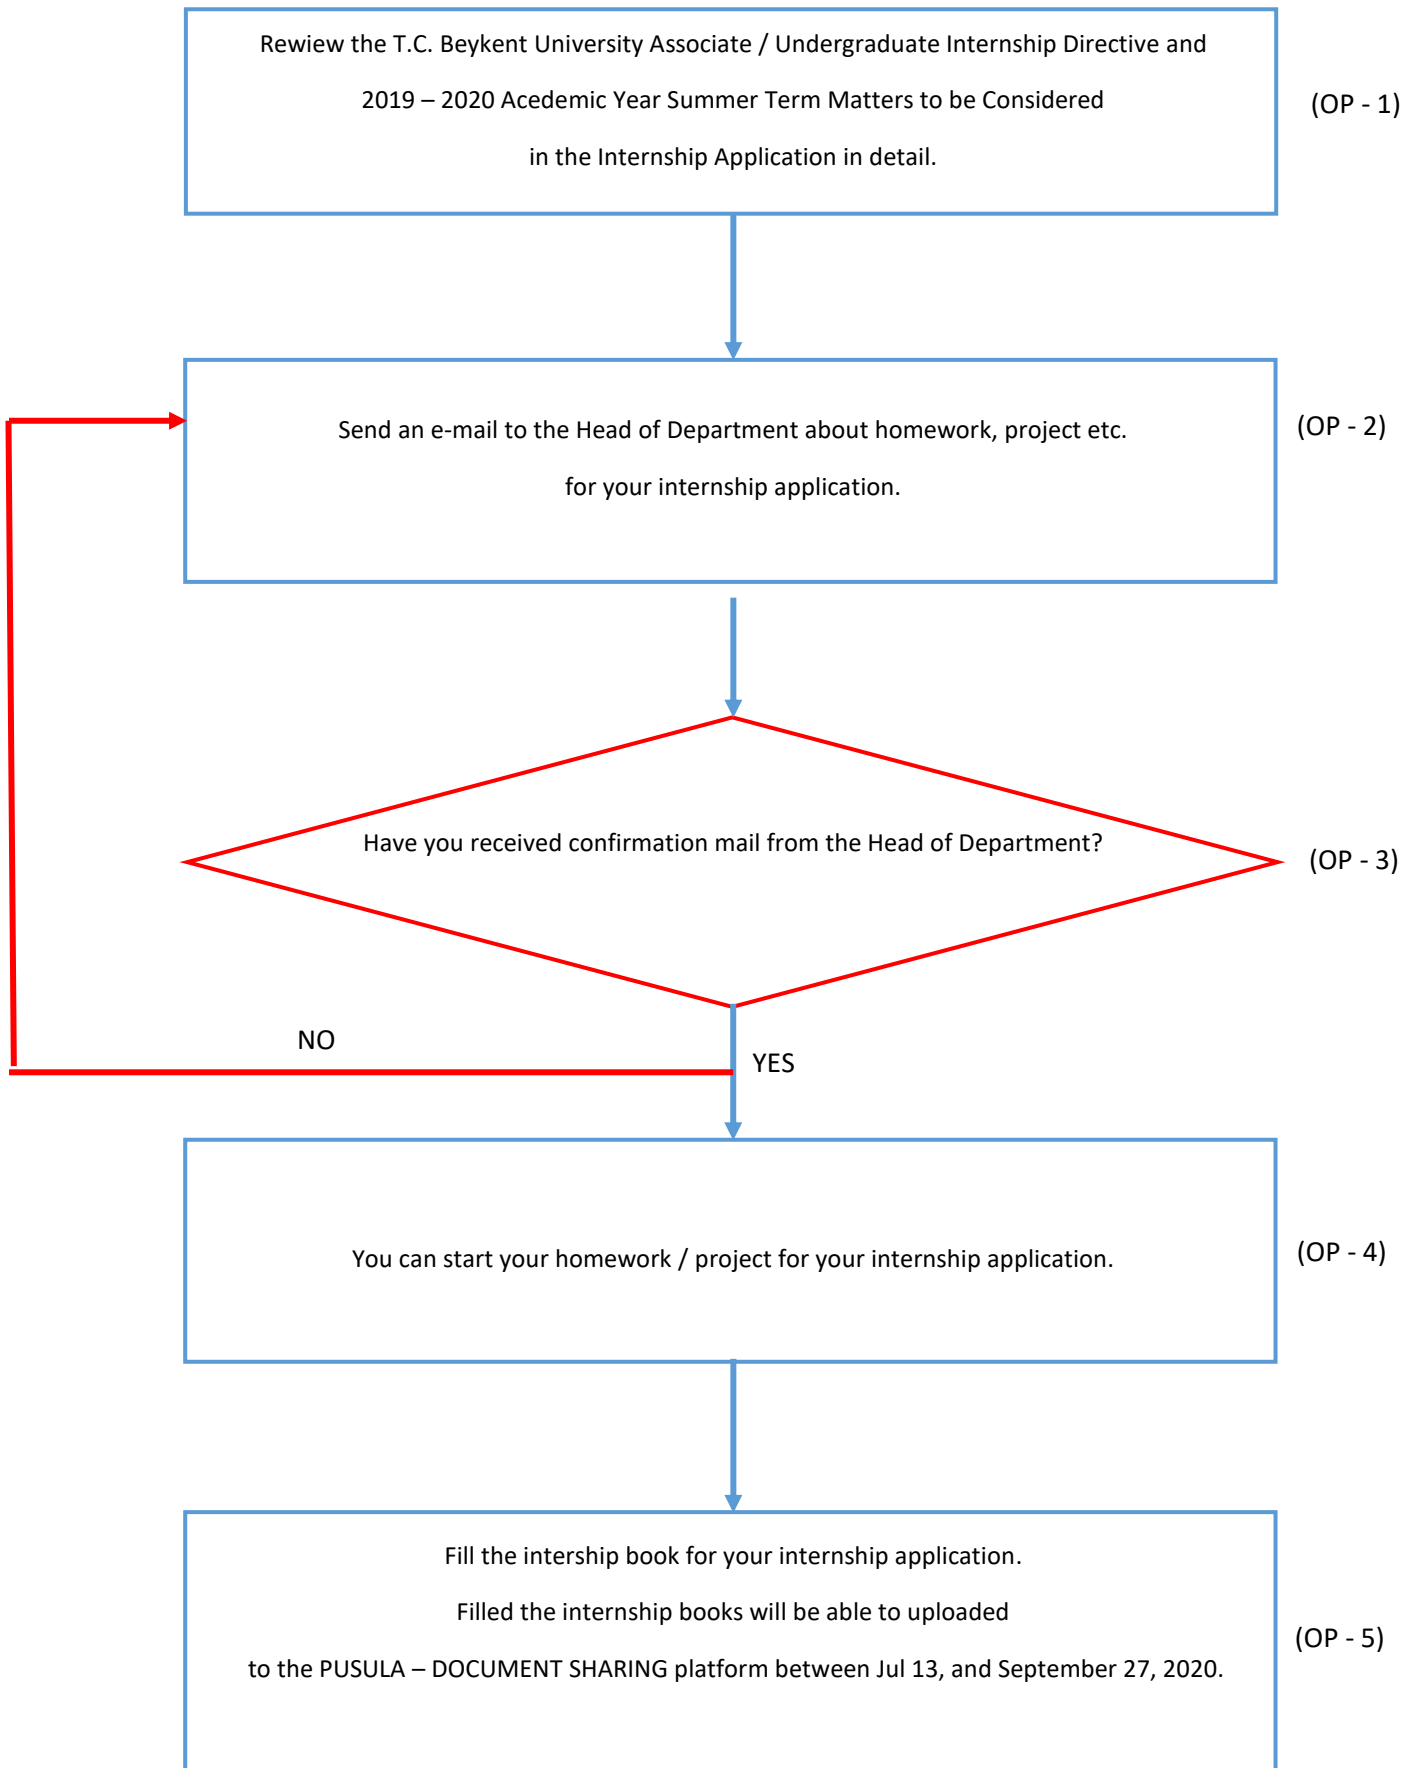 Rewiew the T.C. Beykent University Associate / Undergraduate Internship Directive and
2019 – 2020 Acedemic Year Summer Term Matters to be Considered
in the Internship Application in detail.
(OP - 1)
Send an e-mail to the Head of Department about homework, project etc.
for your internship application.
(OP - 2)
Have you received confirmation mail from the Head of Department?
(OP - 3)
NO
YES
You can start your homework / project for your internship application.
(OP - 4)
Fill the intership book for your internship application.
Filled the internship books will be able to uploaded
to the PUSULA – DOCUMENT SHARING platform between Jul 13, and September 27, 2020.
(OP - 5)